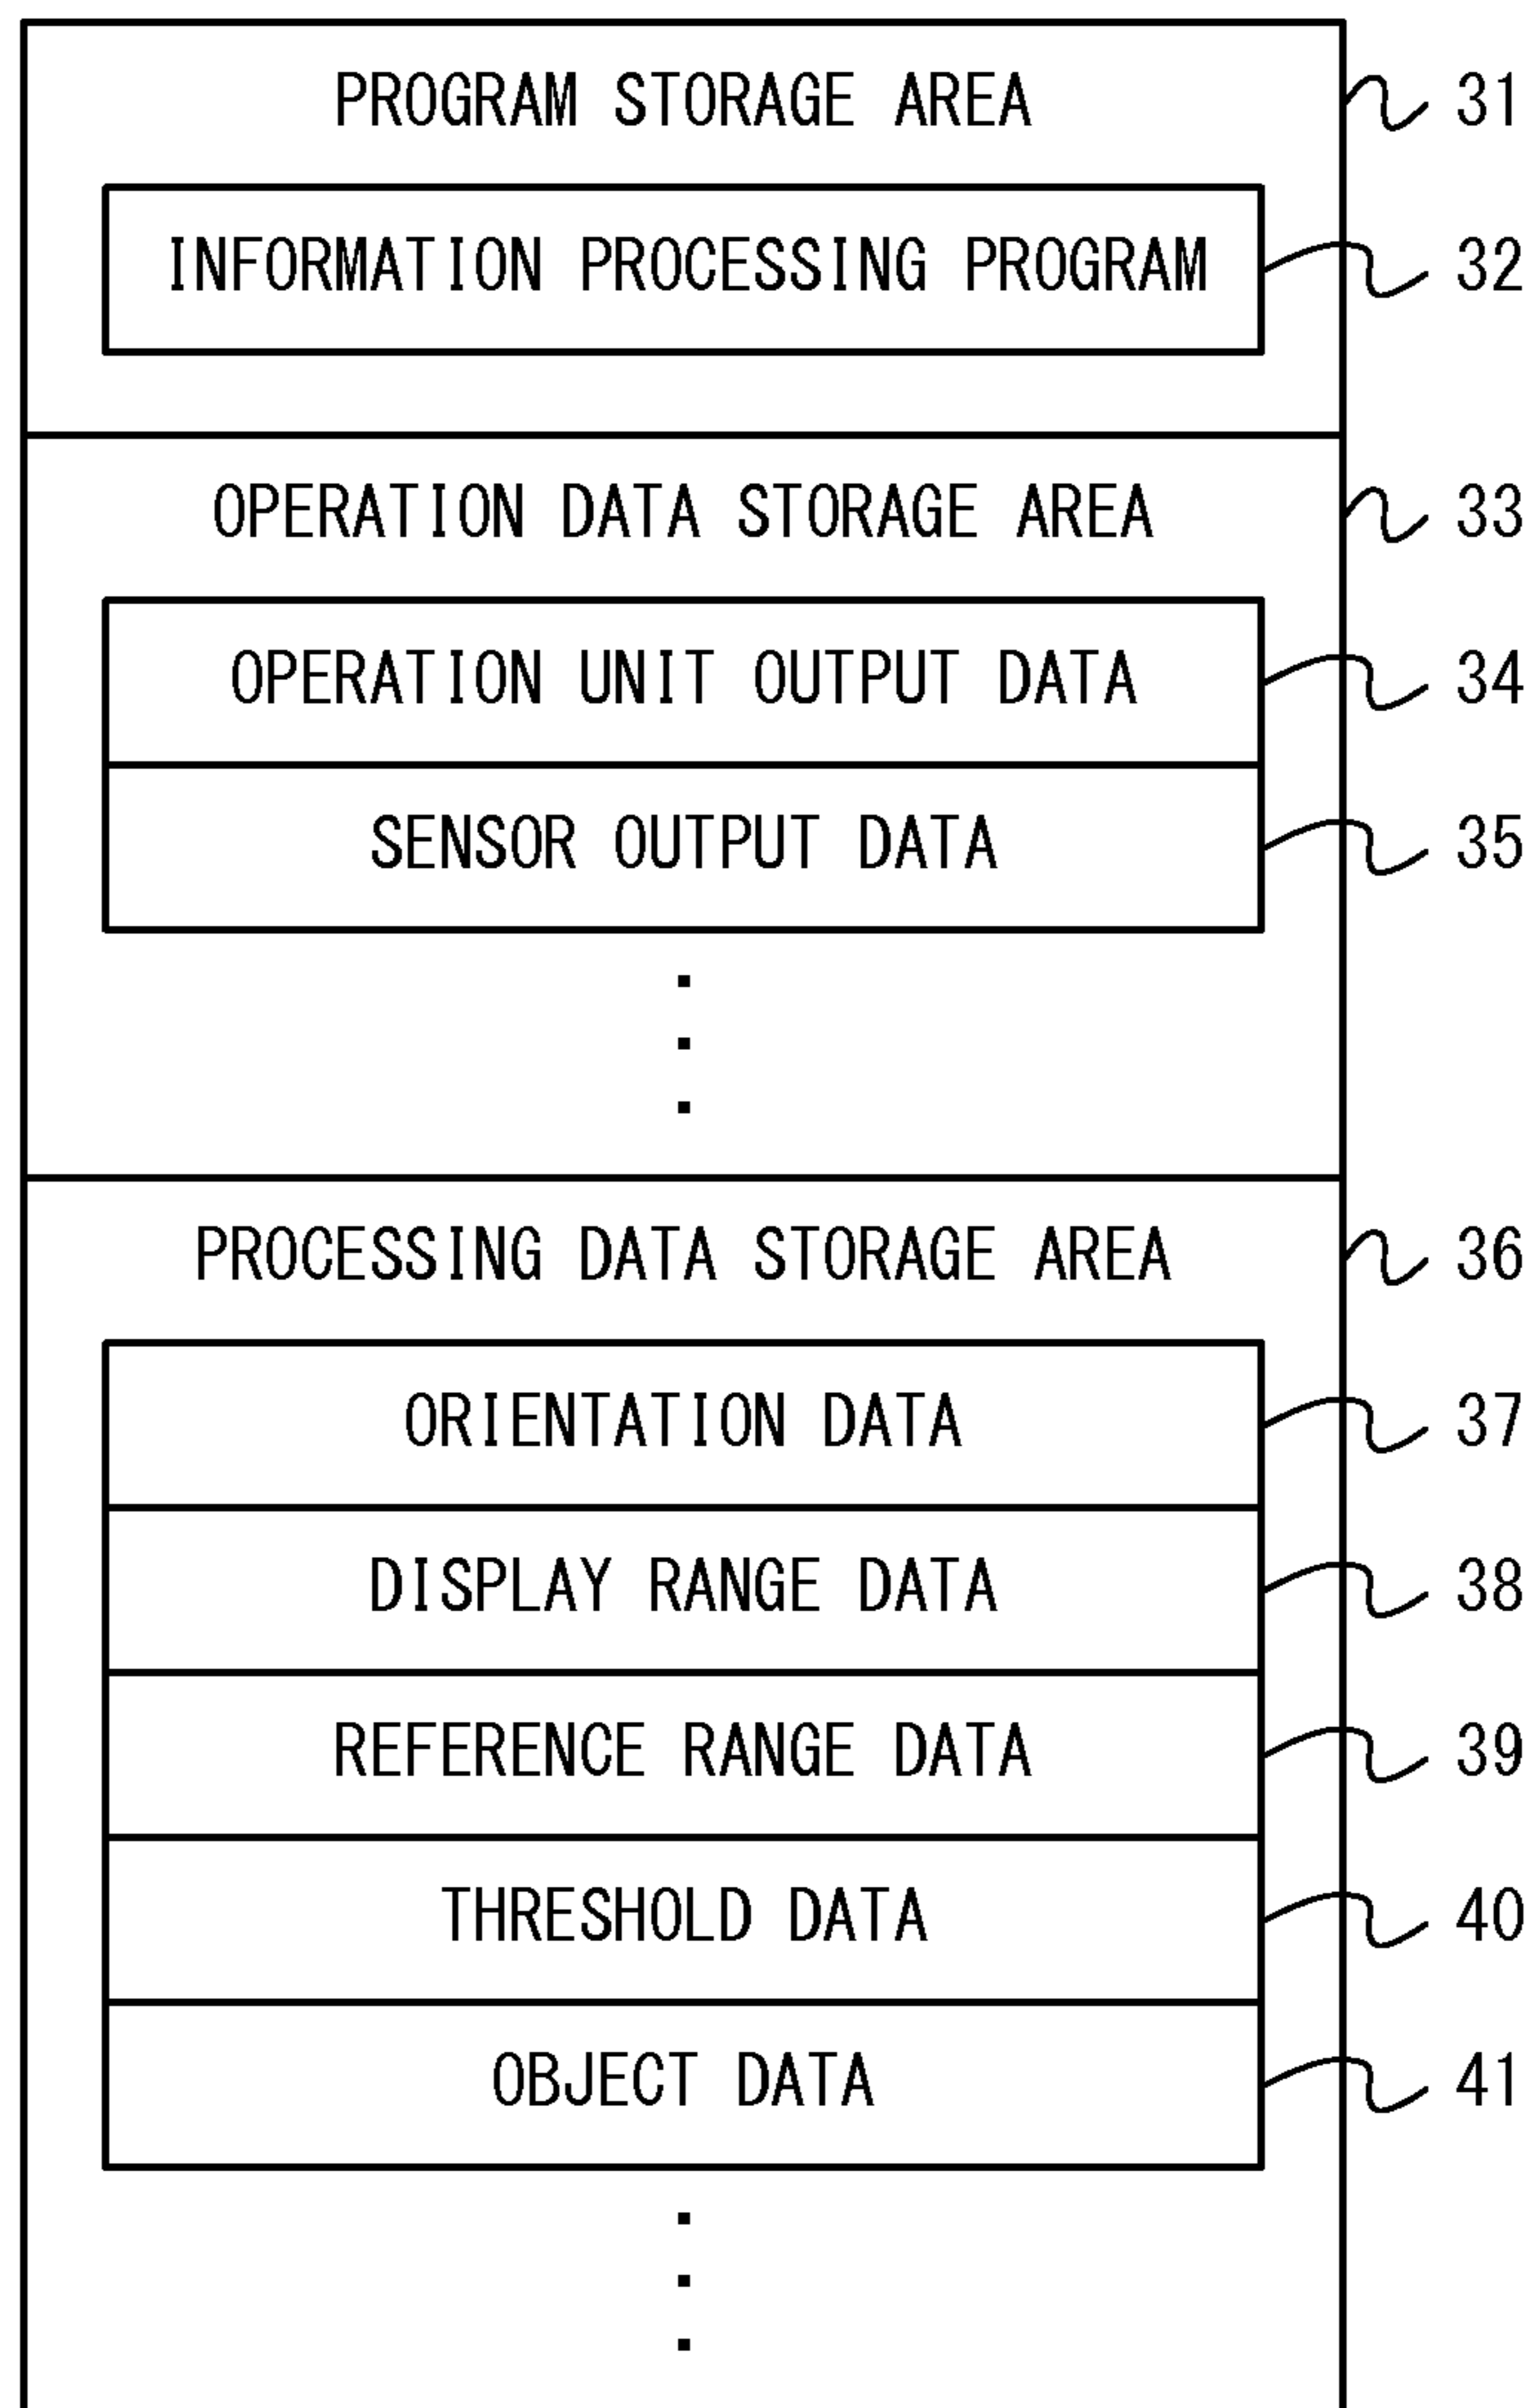 PROGRAM STORAGE AREA 31
INFORMATION PROCESSING PROGRAM 32
OPERATION DATA STORAGE AREA 33
OPERATION UNIT OUTPUT DATA 34
SENSOR OUTPUT DATA 35
PROCESSING DATA STORAGE AREA 36
ORIENTATION DATA 37
DISPLAY RANGE DATA 38
REFERENCE RANGE DATA 39
THRESHOLD DATA 40
OBJECT DATA 41